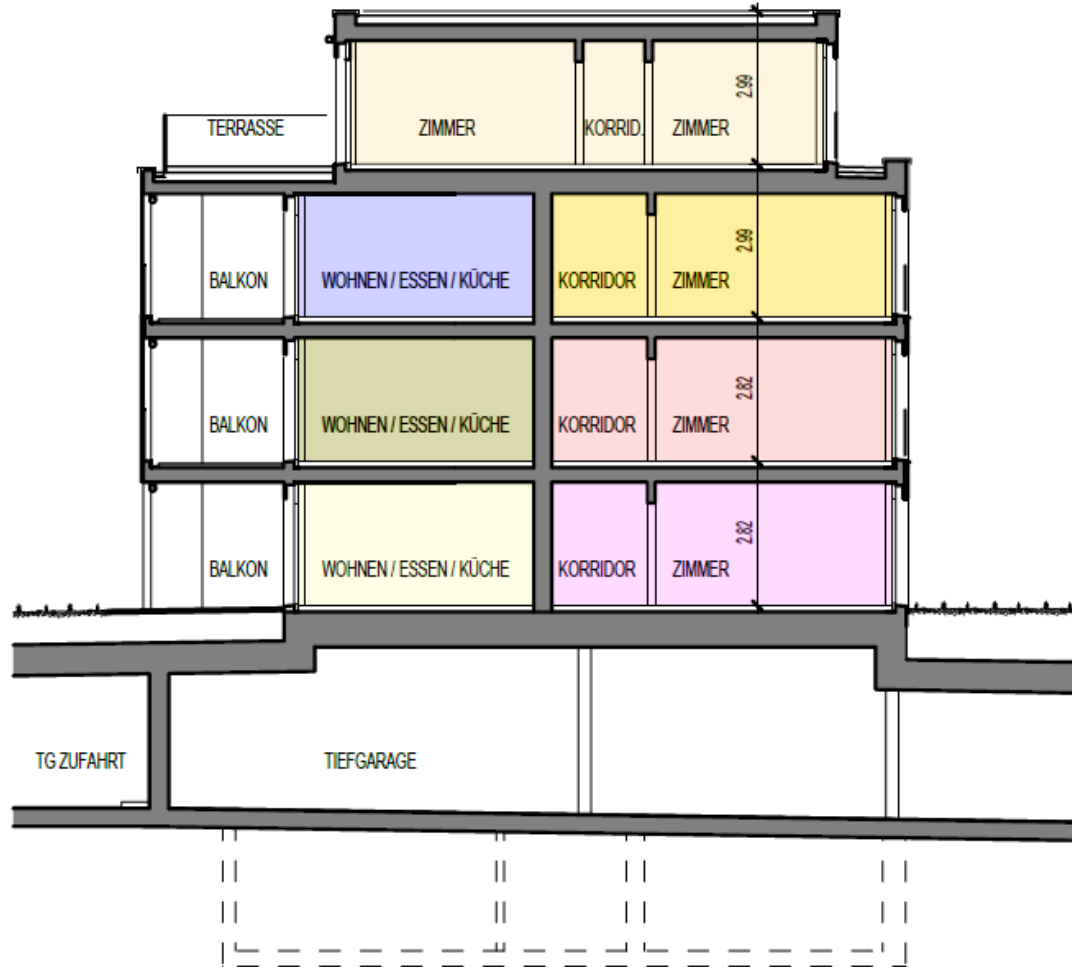 2.99
TERRASSE ZIMMER KORRID. ZIMMER
2.99
BALKON WOHNEN / ESSEN / KÜCHE KORRIDOR ZIMMER
2.82
BALKON WOHNEN / ESSEN / KÜCHE KORRIDOR ZIMMER
2.82
BALKON WOHNEN / ESSEN / KÜCHE KORRIDOR ZIMMER
TG ZUFAHRT TIEFGARAGE